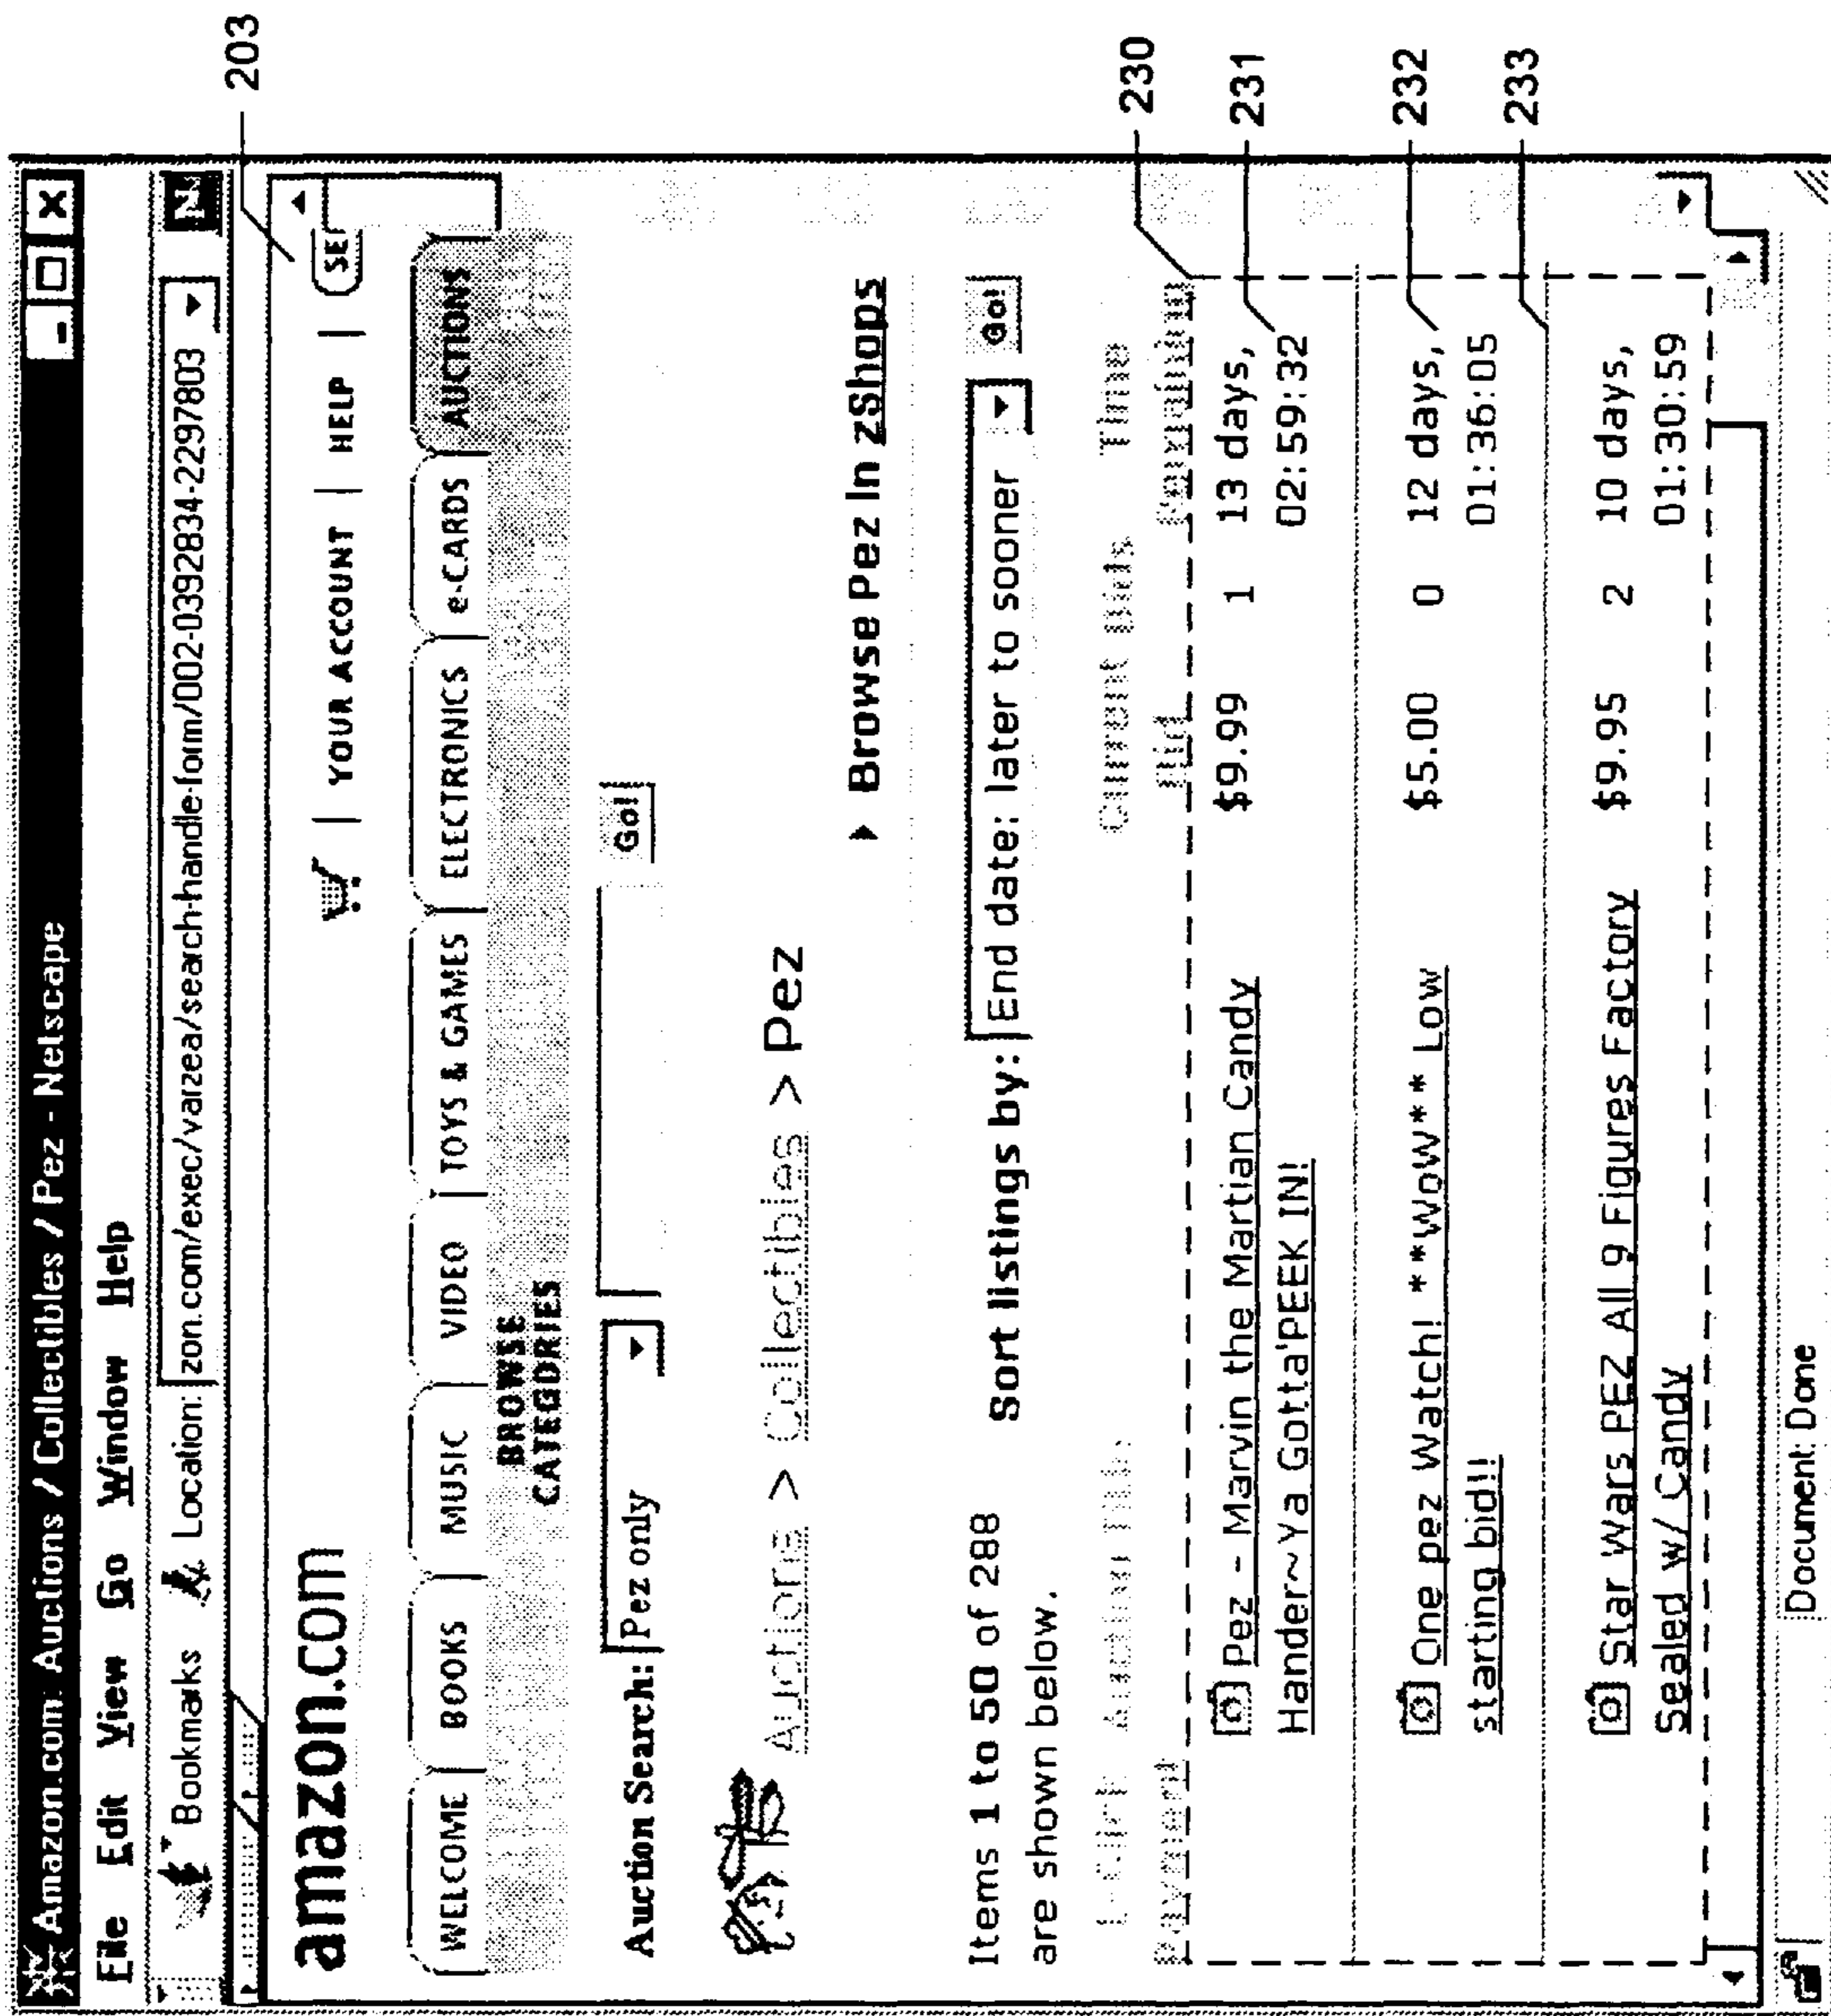 Amazon.com: Auctions / Collectibles / Pez - Netscape
File Edit View Go Window Help
Bookmarks Location: zon.com/exec/varzea/search-handle-form/002-0392834-2297803 N
203
amazon.com | YOUR ACCOUNT | HELP | SE
WELCOME BOOKS MUSIC VIDEO TOYS & GAMES ELECTRONICS e-CARDS AUCTIONS
BROWSE
CATEGORIES
Auction Search: Pez only Go!
Auctions > Collectibles > Pez
Browse Pez In zShops
Items 1 to 50 of 288
are shown below.
Sort listings by: End date: later to sooner Go!
Auction Title Current Bids Time
Payment Bid Remaining
230
Pez - Marvin the Martian Candy $9.99 1 13 days, 231
Hander~Ya Gotta'PEEK IN! 02:59:32
One pez Watch! **WoW** Low $5.00 0 12 days, 232
starting bid!! 01:36:05
233
Star Wars PEZ All 9 Figures Factory $9.95 2 10 days,
Sealed w/ Candy 01:30:59
Document: Done